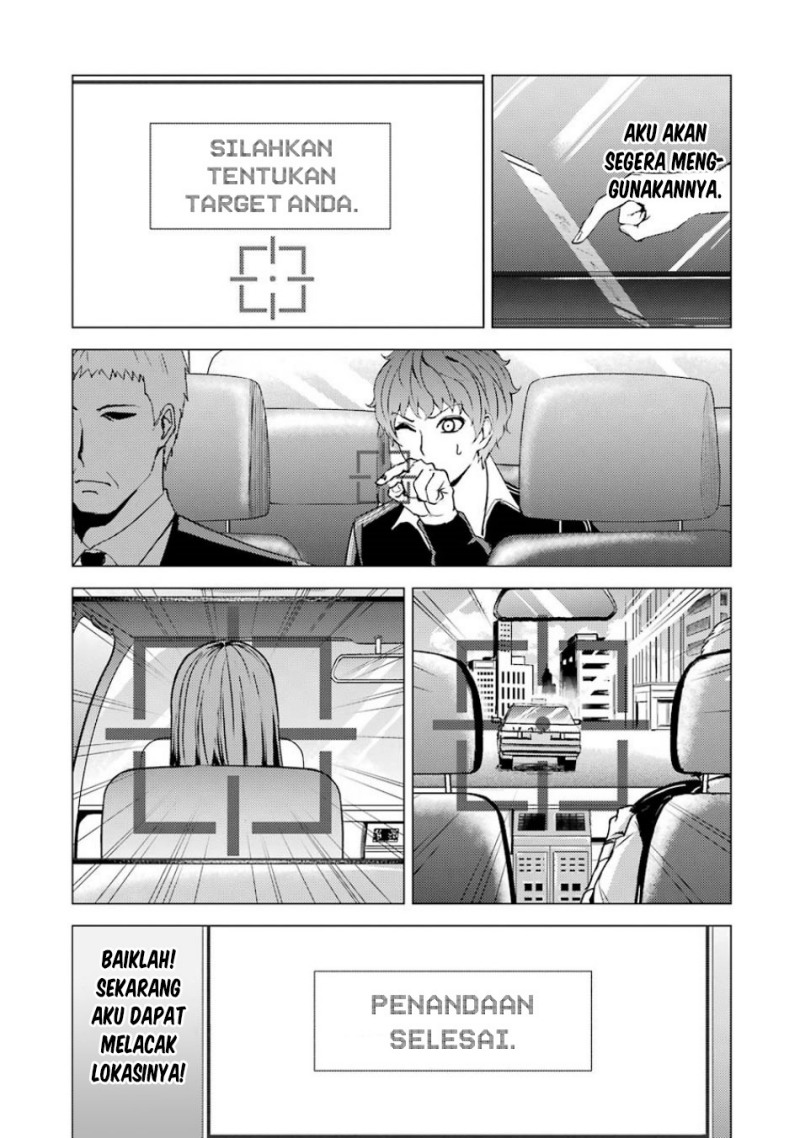 AKU AKAN
SEGERA MENG-
GUNAKANNYA.
SILAHKAN
TENTUKAN
TARGET ANDA.
BAIKLAH!
SEKARANG
AKU DAPAT
MELACAK
LOKASINYA!
PENANDAAN
SELESAI.